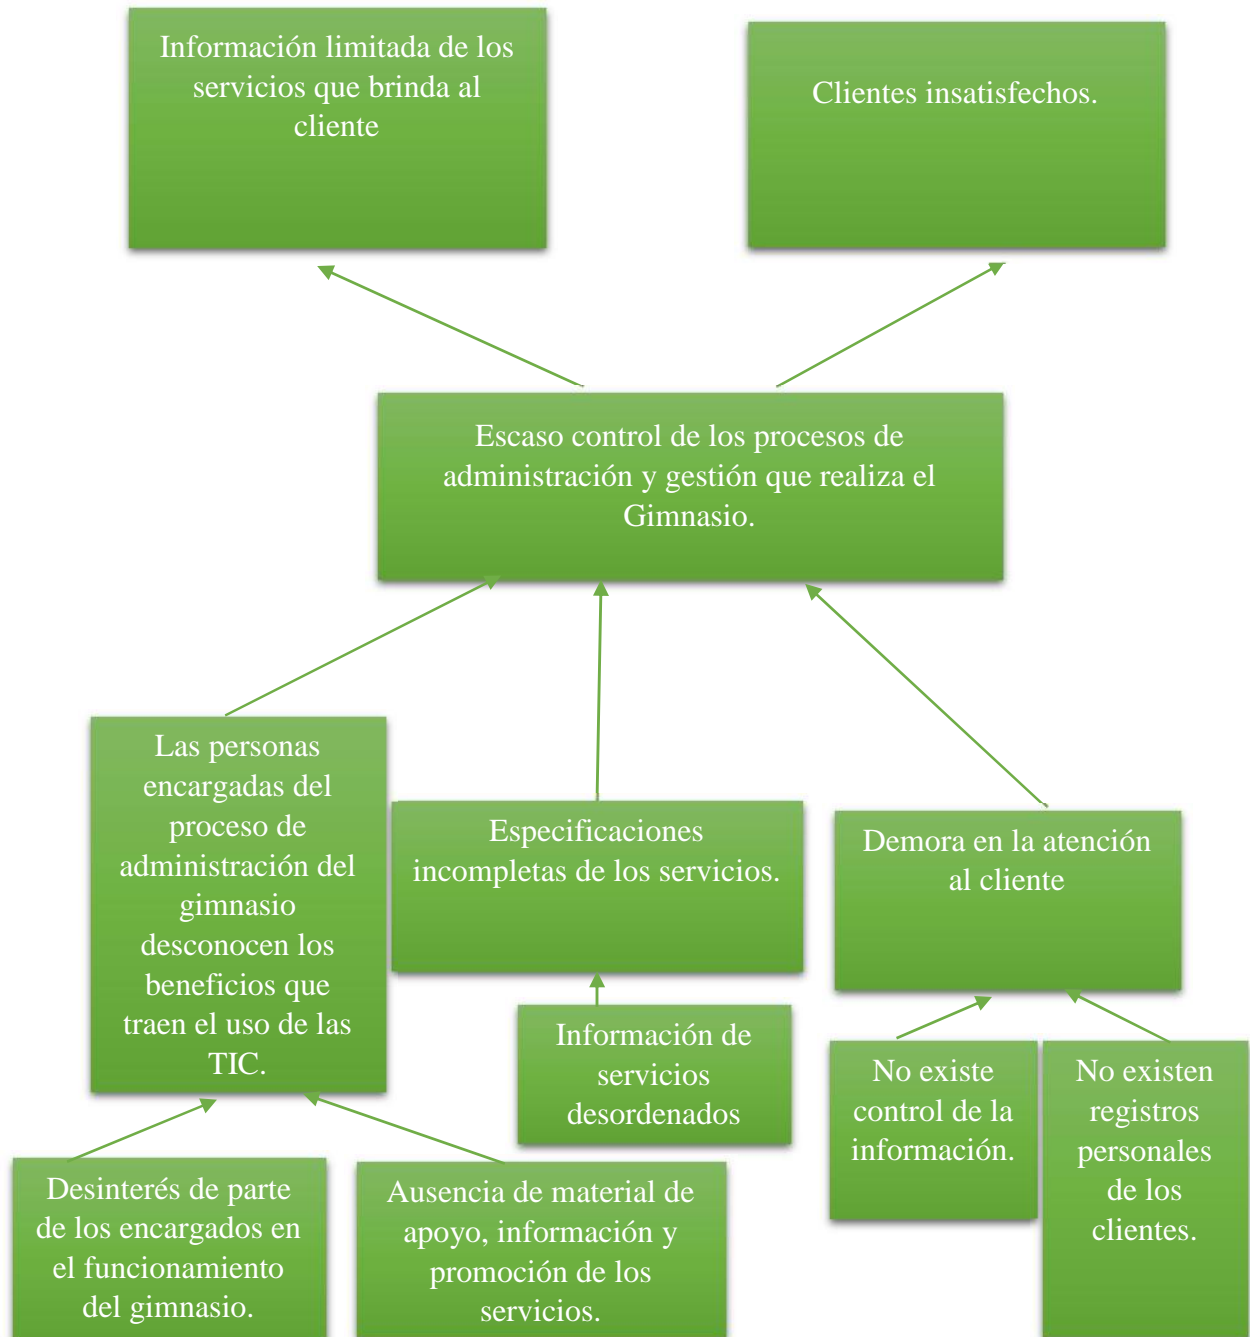 Información limitada de los
servicios que brinda al
cliente
Clientes insatisfechos.
Escaso control de los procesos de
administración y gestión que realiza el
Gimnasio.
Las personas
encargadas del
proceso de
administración del
gimnasio
desconocen los
beneficios que
traen el uso de las
TIC.
Especificaciones
incompletas de los servicios.
Demora en la atención
al cliente
Información de
servicios
desordenados
No existe
control de la
información.
No existen
registros
personales
de los
clientes.
Desinterés de parte
de los encargados en
el funcionamiento
del gimnasio.
Ausencia de material de
apoyo, información y
promoción de los
servicios.